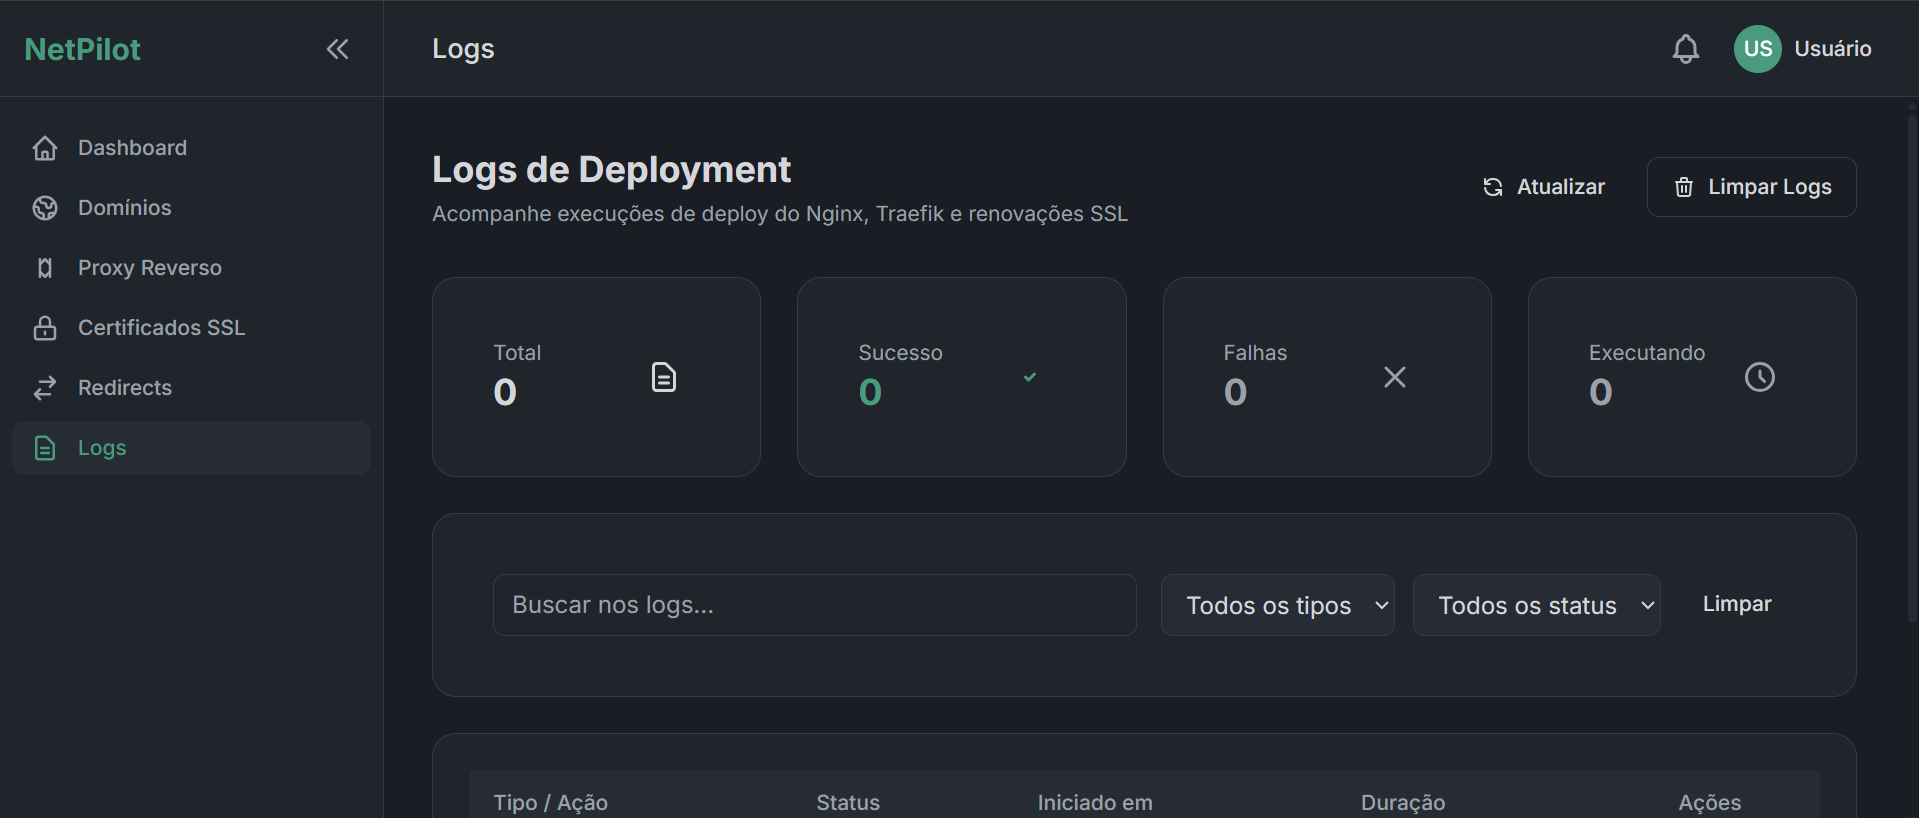 NetPilot
Logs
US
Usuário
Dashboard
Domínios
Proxy Reverso
Certificados SSL
Redirects
Logs
Logs de Deployment
Acompanhe execuções de deploy do Nginx, Traefik e renovações SSL
Atualizar
Limpar Logs
Total
0
Sucesso
0
Falhas
0
Executando
0
Buscar nos logs...
Todos os tipos
Todos os status
Limpar
Tipo / Ação
Status
Iniciado em
Duração
Ações